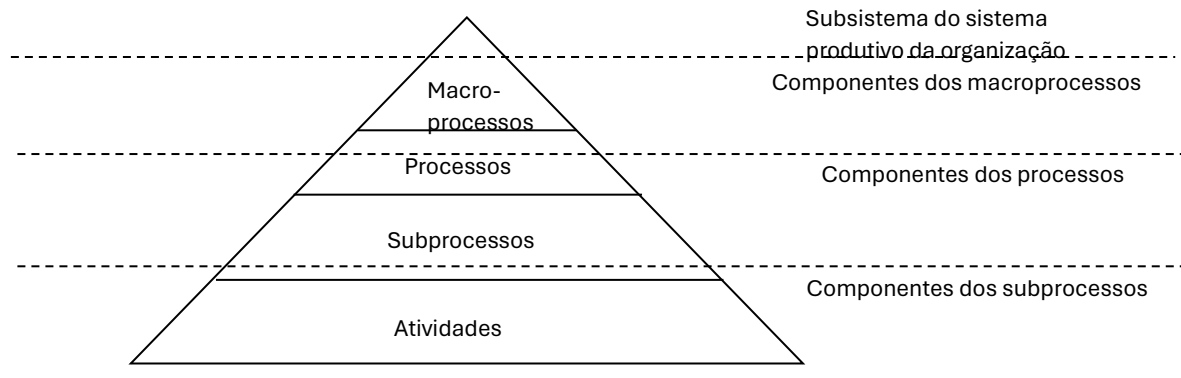 Subsistema do sistema
produtivo da organização
Componentes dos macroprocessos
Macro-
processos
Processos
Componentes dos processos
Subprocessos
Componentes dos subprocessos
Atividades